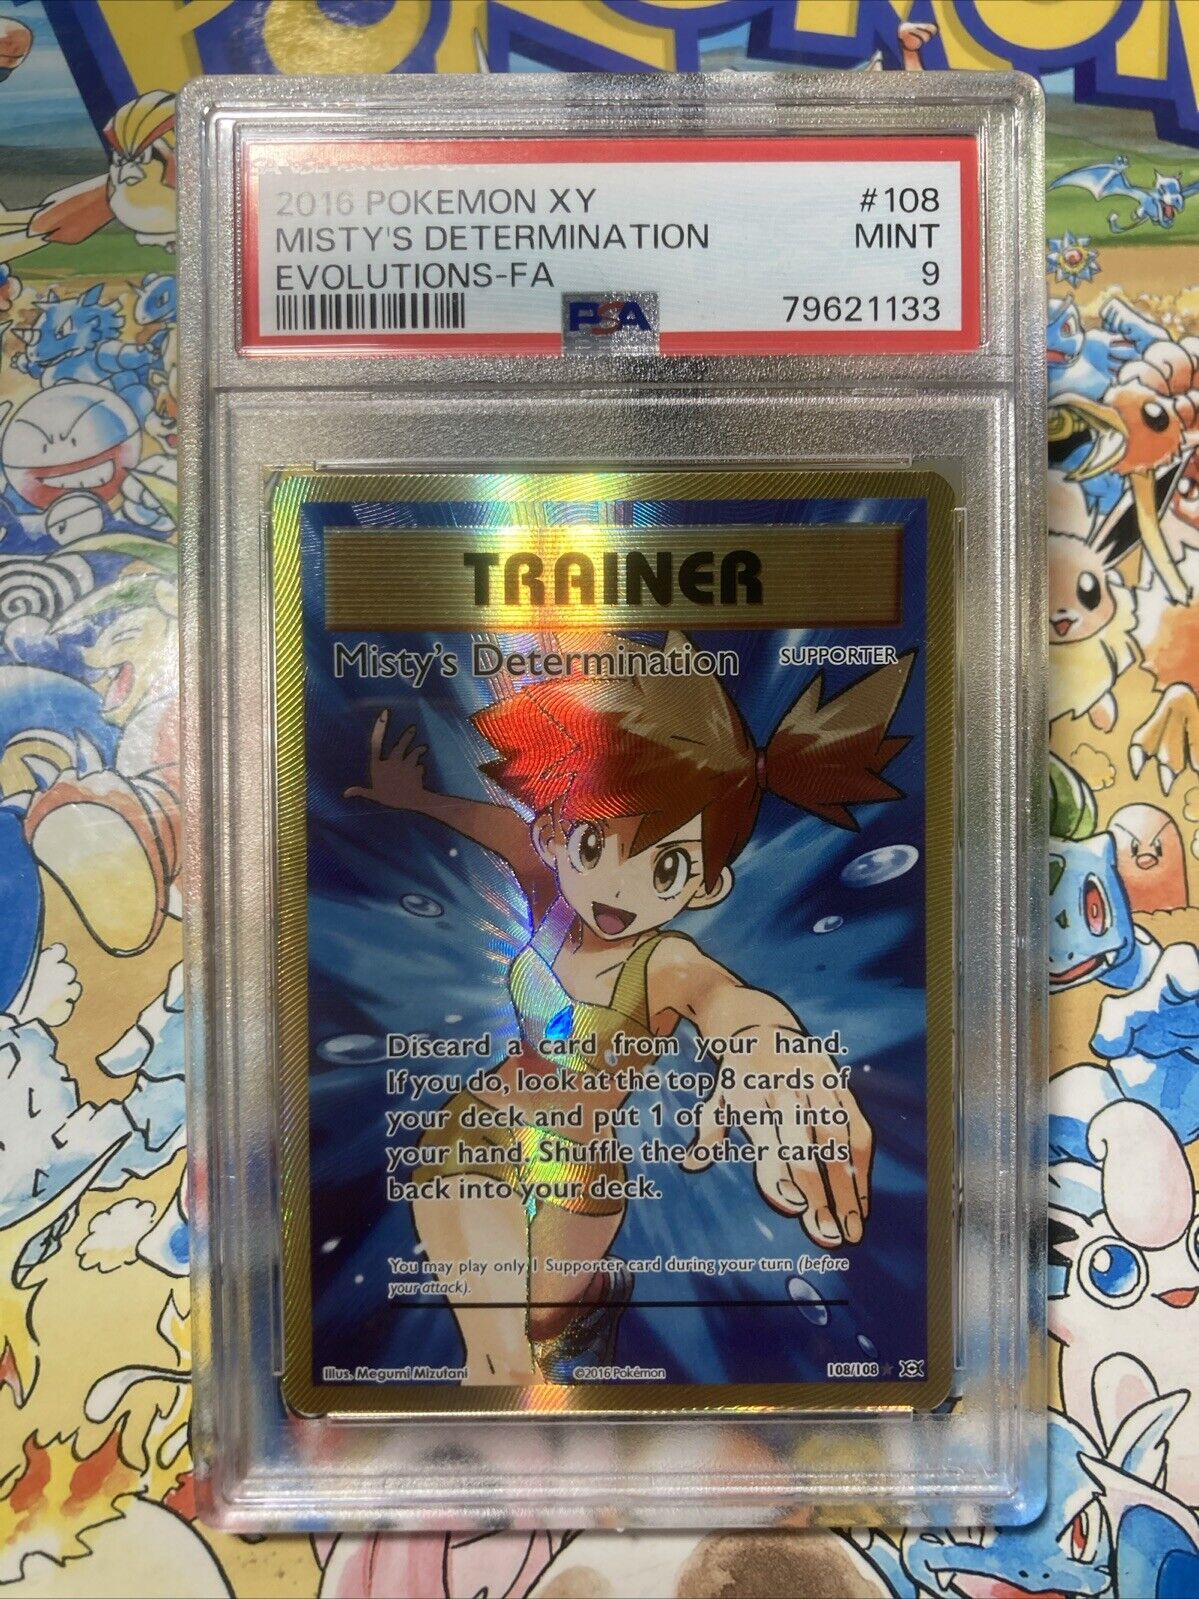 POKEMON
2016 POKEMON XY #108
MISTY'S DETERMINATION MINT
EVOLUTIONS-FA 9
PSA 79621133
TRAINER
Misty's Determination SUPPORTER
Discard a card from your hand.
If you do, look at the top 8 cards of
your deck and put 1 of them into
your hand. Shuffle the other cards
back into your deck.
You may play only 1 Supporter card during your turn (before
your attack).
Illus. Megumi Mizutani ©2016 Pokémon 108/108